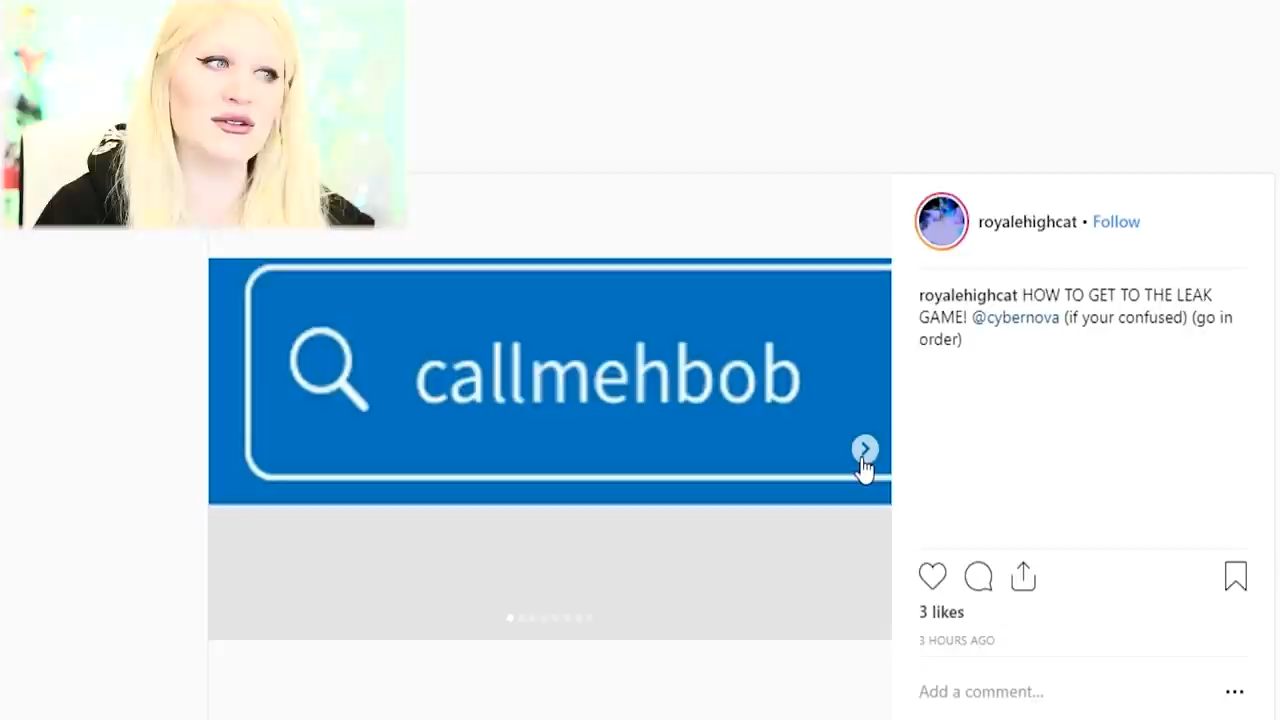 callmehbob
royalehighcat • Follow
royalehighcat HOW TO GET TO THE LEAK
GAME! @cybernova (if your confused) (go in
order)
3 likes
3 HOURS AGO
Add a comment...